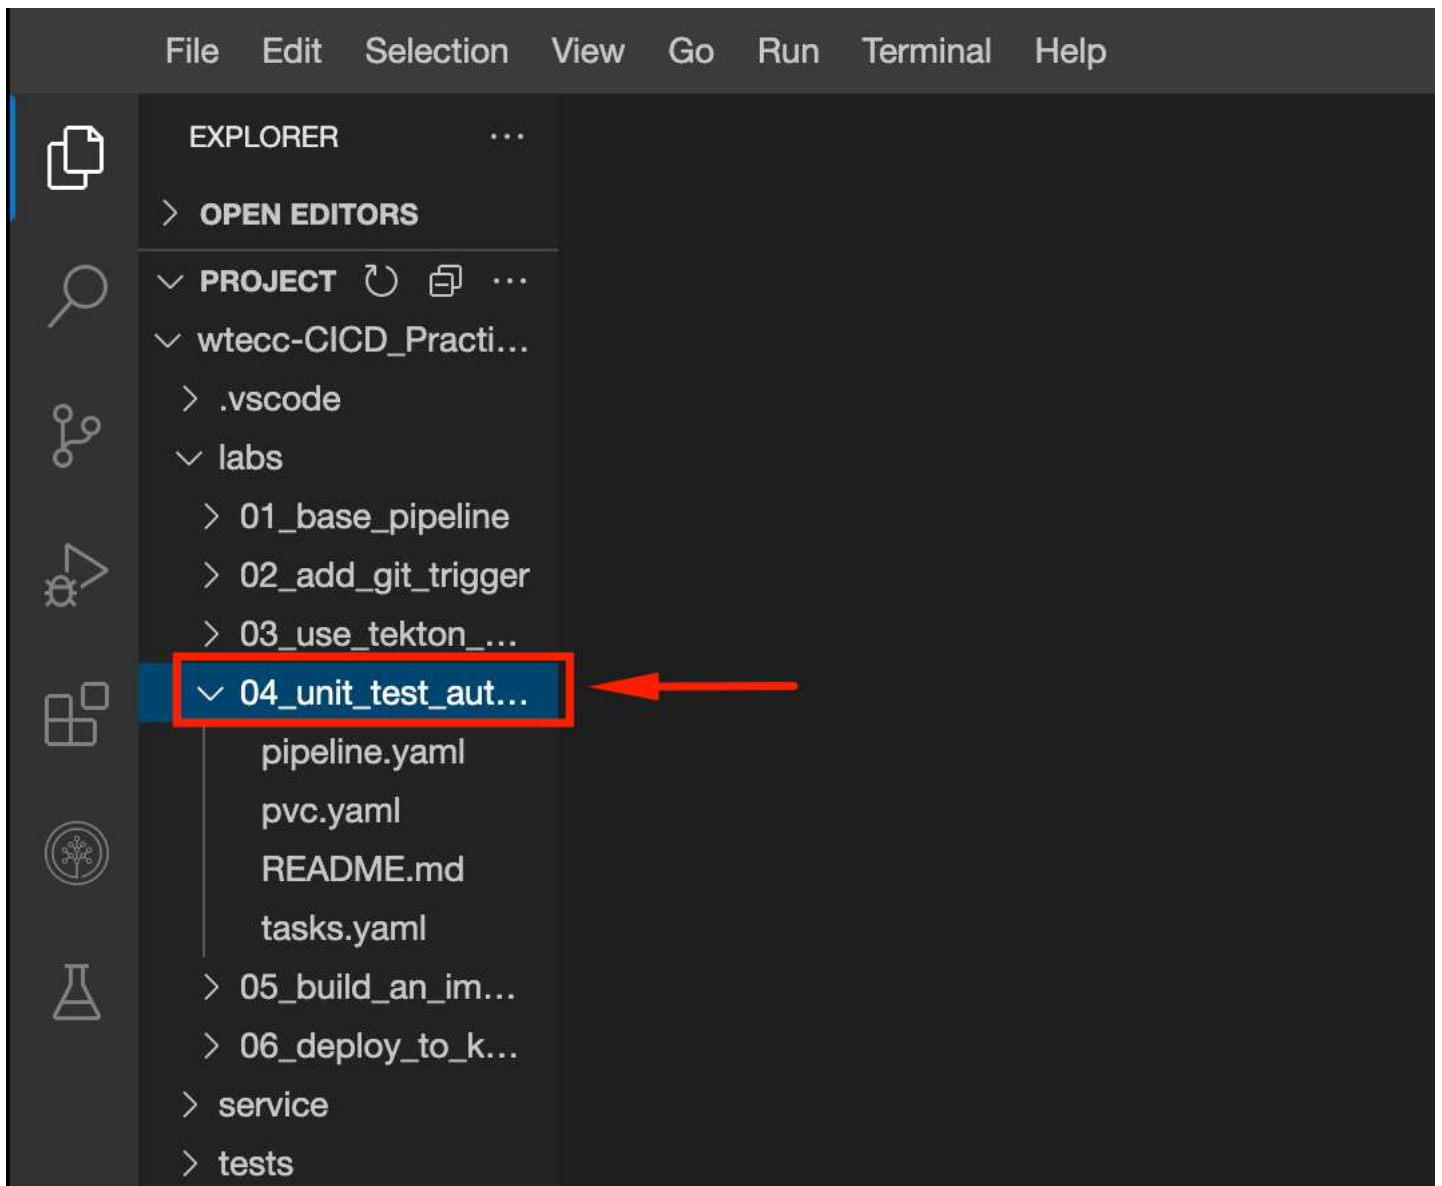 File Edit Selection View Go Run Terminal Help
EXPLORER ...
OPEN EDITORS
PROJECT ...
wtecc-CICD_Practi...
.vscode
labs
01_base_pipeline
02_add_git_trigger
03_use_tekton_...
04_unit_test_aut...
pipeline.yaml
pvc.yaml
README.md
tasks.yaml
05_build_an_im...
06_deploy_to_k...
service
tests